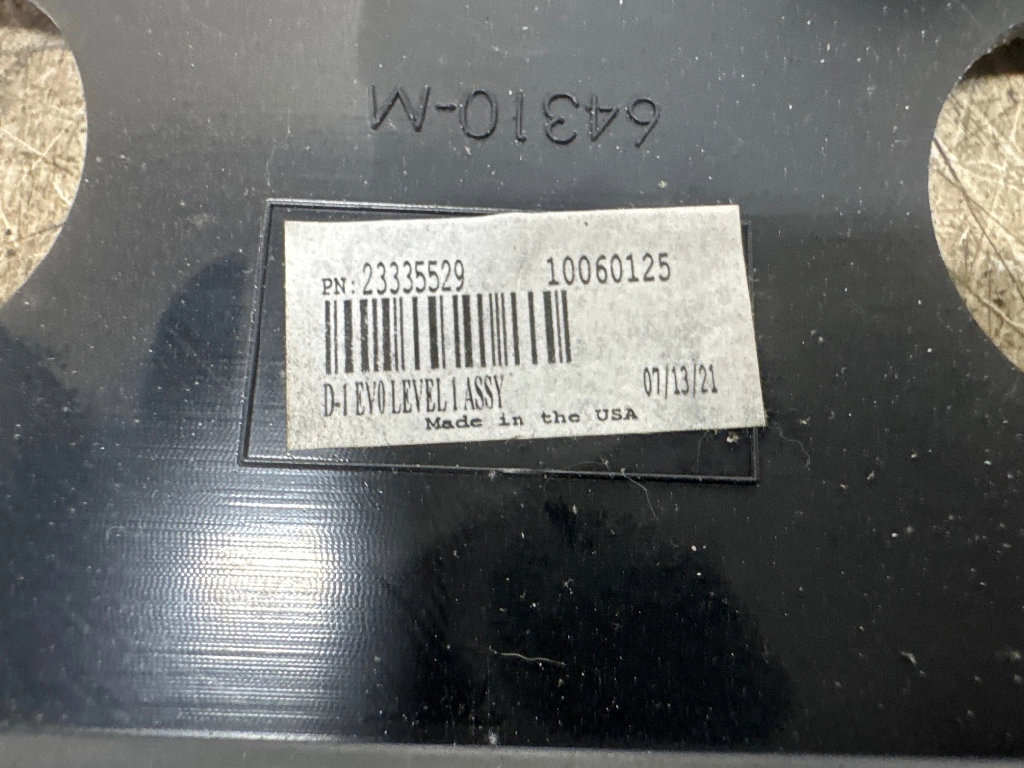 64310-M
PN: 23335529 10060125
D-1 EVO LEVEL 1 ASSY 07/13/21
Made in the USA